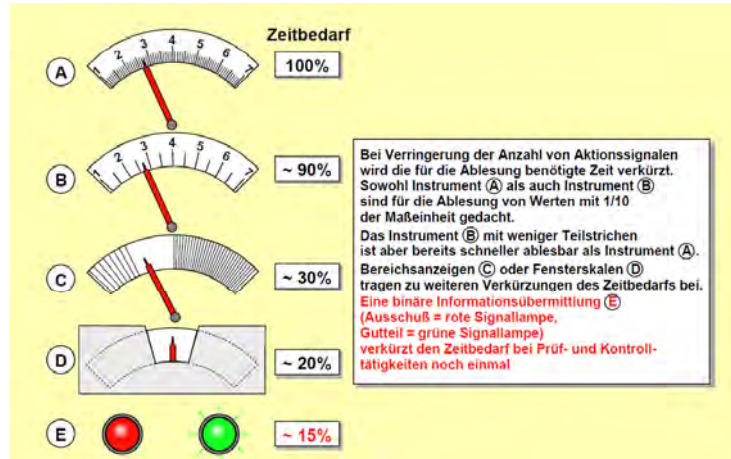 Zeitbedarf
A
1 2 3 4 5 6 7
100%
B
1 2 3 4 5 6 7
~ 90%
C
~ 30%
D
~ 20%
E
~ 15%
Bei Verringerung der Anzahl von Aktionssignalen
wird die für die Ablesung benötigte Zeit verkürzt.
Sowohl Instrument A als auch Instrument B
sind für die Ablesung von Werten mit 1/10
der Maßeinheit gedacht.
Das Instrument B mit weniger Teilstrichen
ist aber bereits schneller ablesbar als Instrument A.
Bereichsanzeigen C oder Fensterskalen D
tragen zu weiteren Verkürzungen des Zeitbedarfs bei.
Eine binäre Informationsübermittlung E
(Ausschuß = rote Signallampe,
Gutteil = grüne Signallampe)
verkürzt den Zeitbedarf bei Prüf- und Kontroll-
tätigkeiten noch einmal